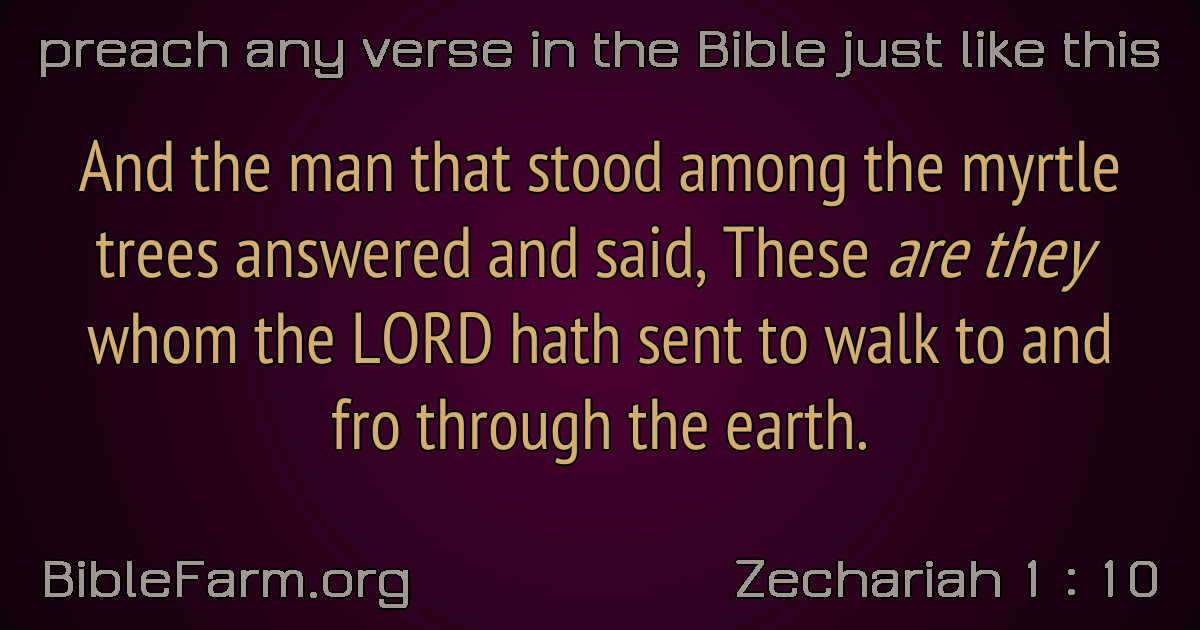 preach any verse in the Bible just like this
And the man that stood among the myrtle
trees answered and said, These are they
whom the LORD hath sent to walk to and
fro through the earth.
BibleFarm.org
Zechariah 1 : 10